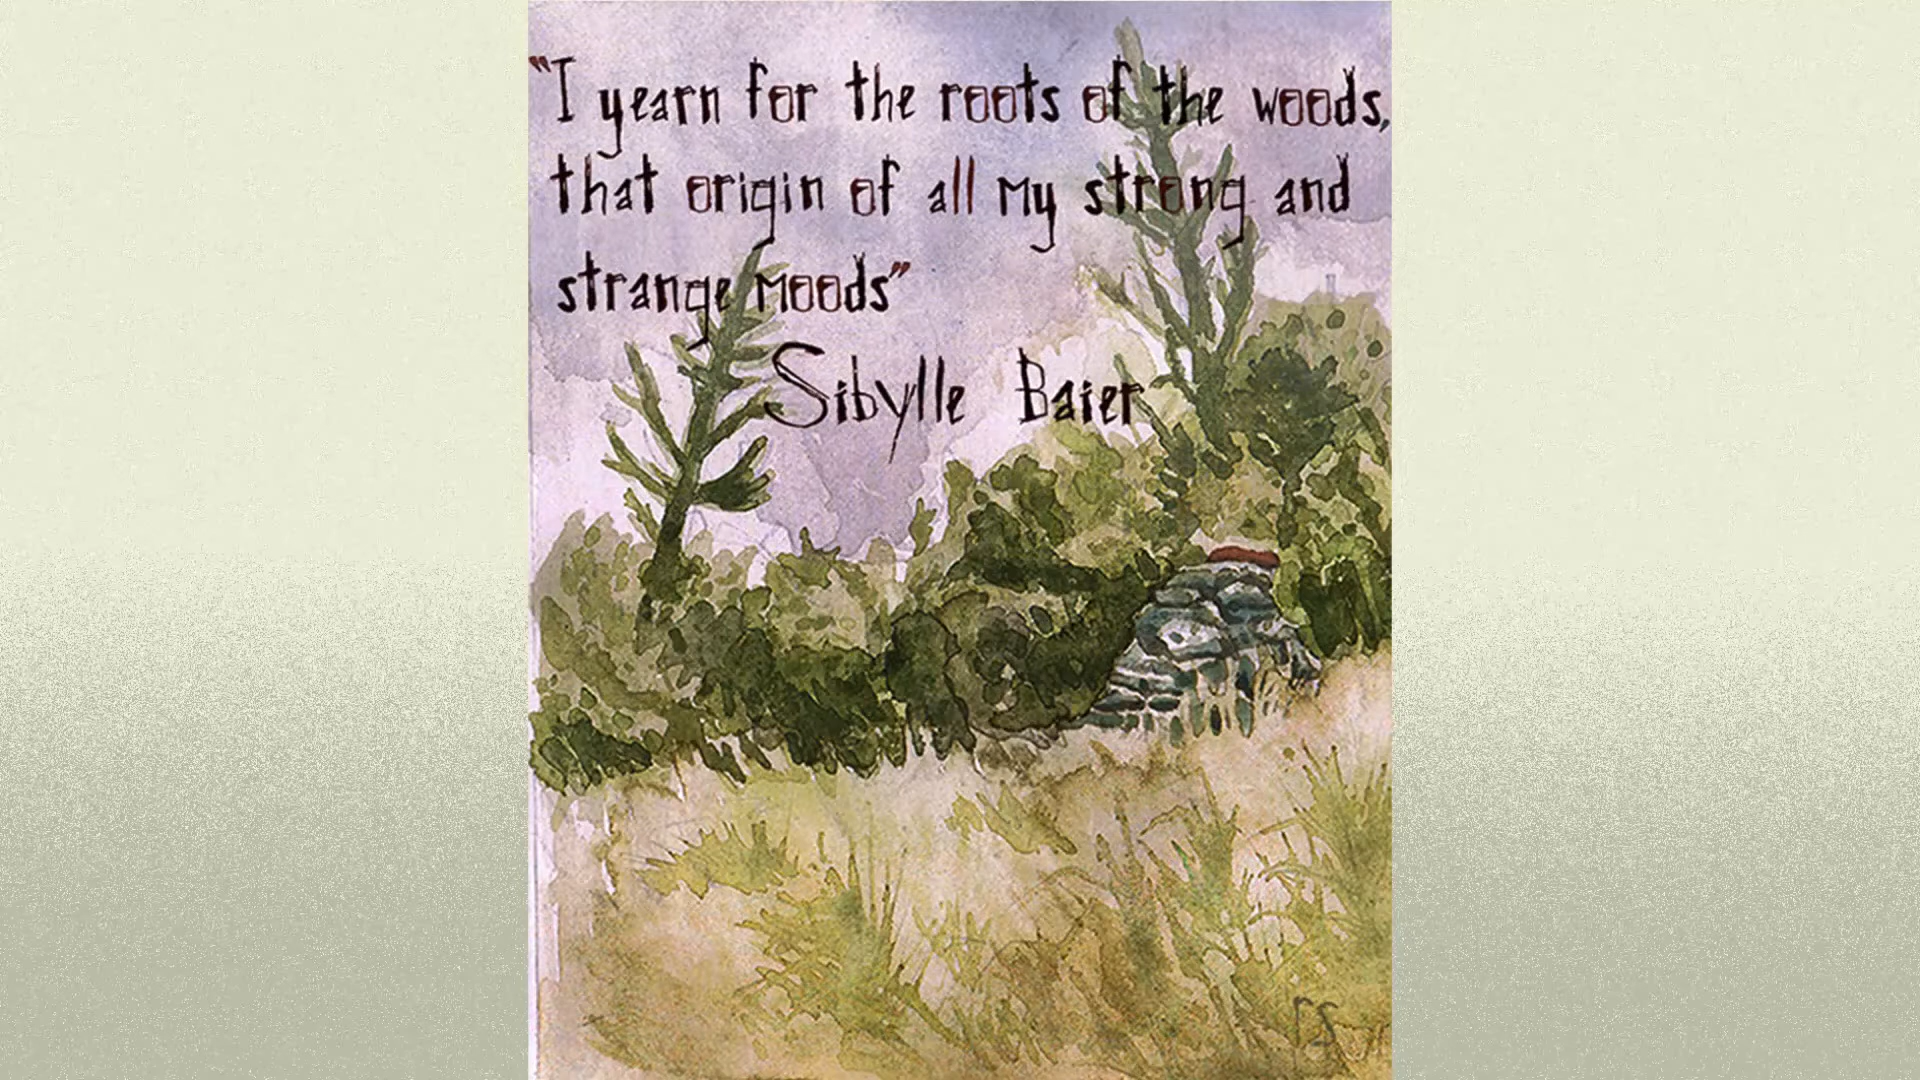 "I yearn for the roots of the woods,
that origin of all my strong and
strange moods"
Sibylle Baier